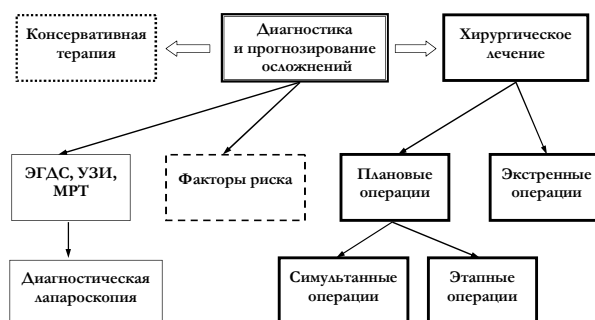 Консервативная
терапия
Диагностика
и прогнозирование
осложнений
Хирургическое
лечение
ЭГДС, УЗИ,
МРТ
Факторы риска
Плановые
операции
Экстренные
операции
Диагностическая
лапароскопия
Симультанные
операции
Этапные
операции